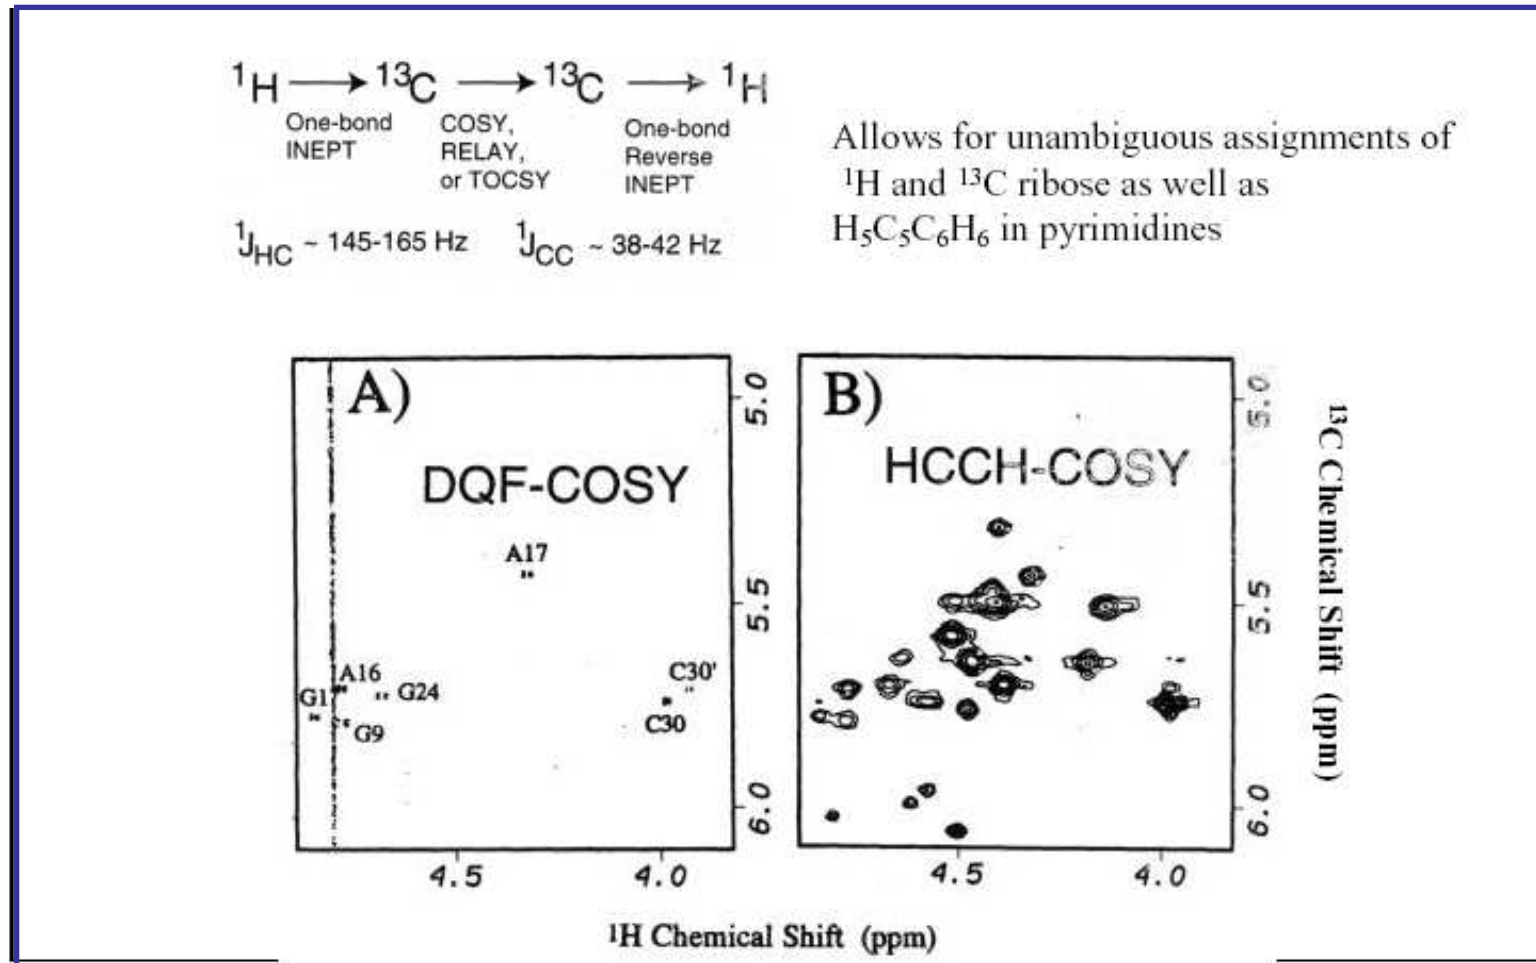 ¹H → ¹³C → ¹³C → ¹H
One-bond INEPT
COSY, RELAY, or TOCSY
One-bond Reverse INEPT
¹JHC ~ 145-165 Hz
¹JCC ~ 38-42 Hz
Allows for unambiguous assignments of
¹H and ¹³C ribose as well as
H₅C₅C₆H₆ in pyrimidines
A)
DQF-COSY
A17
A16
G1
G24
G9
C30'
C30
5.0
5.5
6.0
4.5
4.0
B)
HCCH-COSY
5.0
5.5
6.0
4.5
4.0
¹³C Chemical Shift (ppm)
¹H Chemical Shift (ppm)